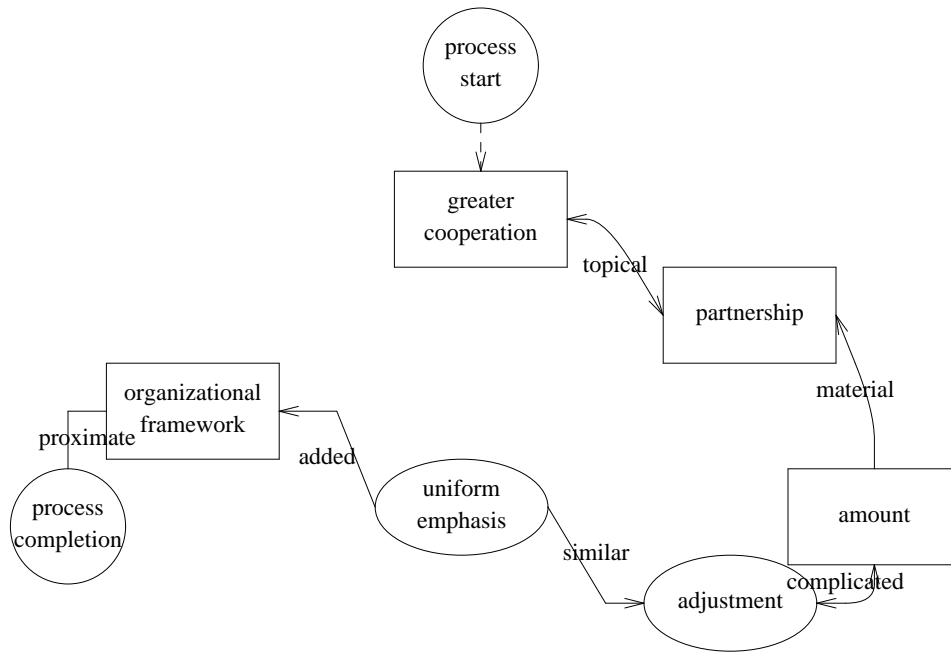 process
start
greater
cooperation
topical
partnership
material
organizational
framework
proximate
added
uniform
emphasis
process
completion
amount
similar
complicated
adjustment